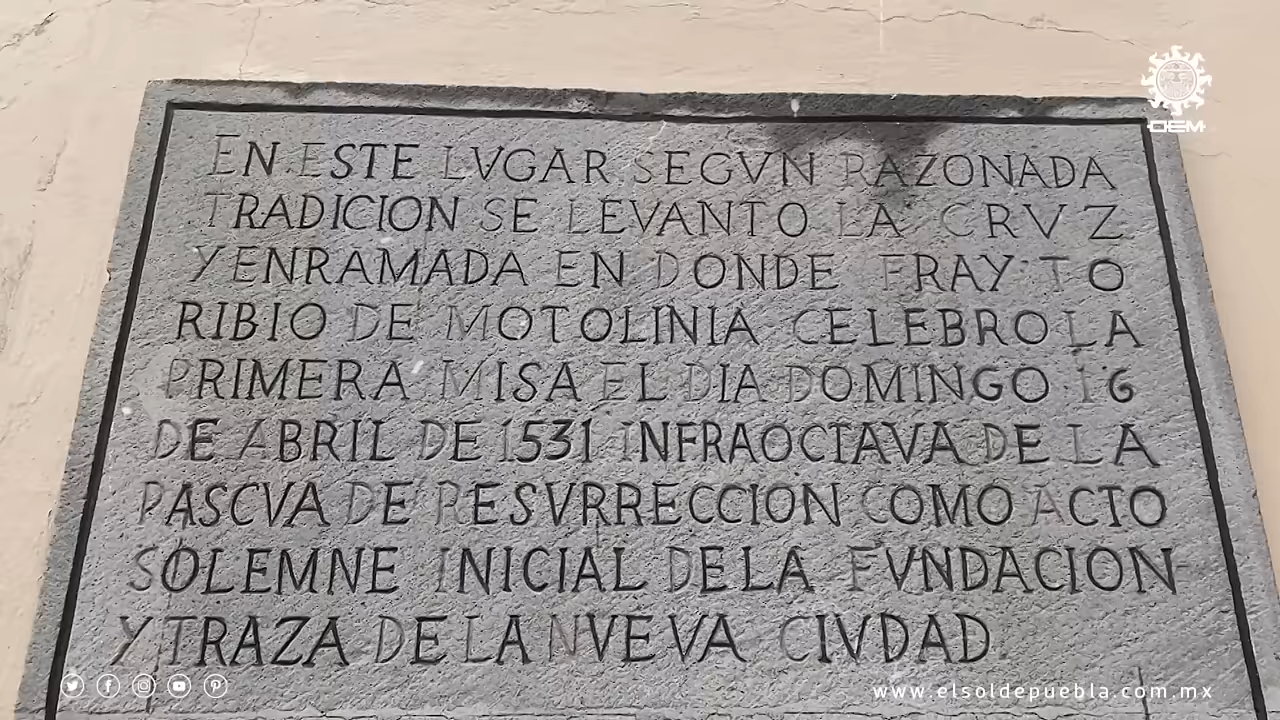 OEM
EN ESTE LVGAR SEGVN RAZONADA
TRADICION SE LEVANTO LA CRVZ
Y ENRAMADA EN DONDE FRAY TO
RIBIO DE MOTOLINIA CELEBRO LA
PRIMERA MISA EL DIA DOMINGO 16
DE ABRIL DE 1531 INFRAOCTAVA DE LA
PASCVA DE RESVRRECCION COMO ACTO
SOLEMNE INICIAL DE LA FVNDACION
Y TRAZA DE LA NVEVA CIVDAD.
www.elsoldepuebla.com.mx